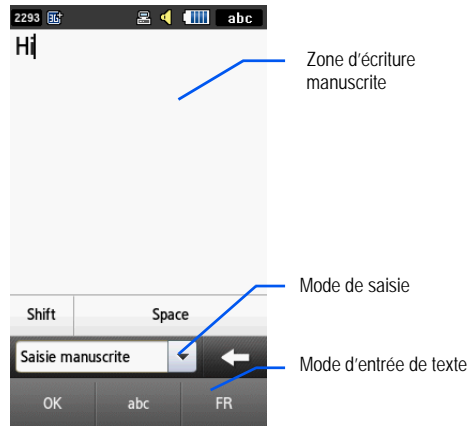 2293 abc
Hi
Zone d'écriture
manuscrite
Mode de saisie
Shift Space
Saisie manuscrite
Mode d'entrée de texte
OK abc FR